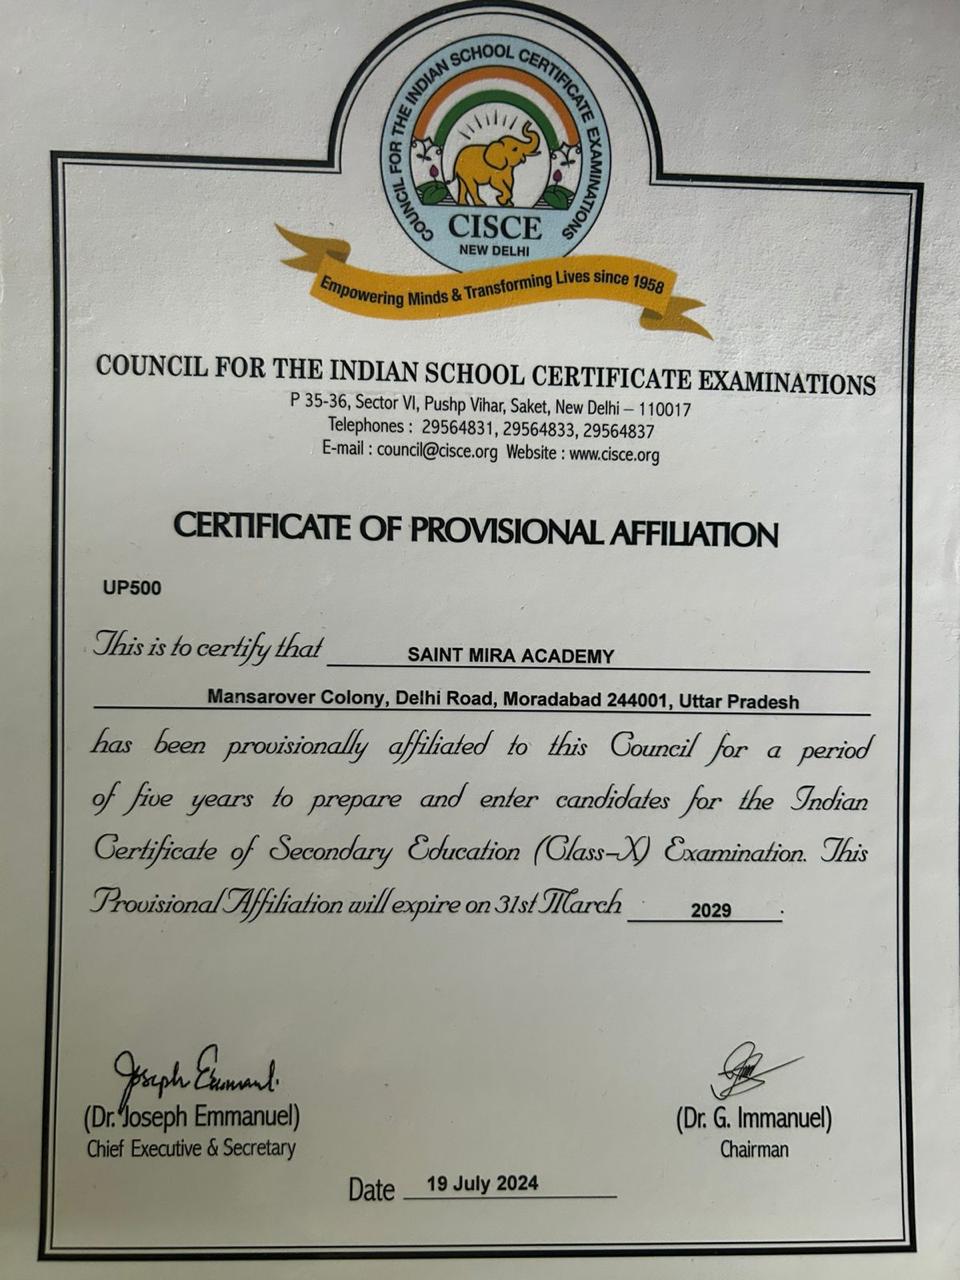 COUNCIL FOR THE INDIAN SCHOOL CERTIFICATE EXAMINATIONS
CISCE
NEW DELHI
Empowering Minds & Transforming Lives since 1958
COUNCIL FOR THE INDIAN SCHOOL CERTIFICATE EXAMINATIONS
P 35-36, Sector VI, Pushp Vihar, Saket, New Delhi – 110017
Telephones : 29564831, 29564833, 29564837
E-mail : council@cisce.org Website : www.cisce.org
CERTIFICATE OF PROVISIONAL AFFILIATION
UP500
This is to certify that SAINT MIRA ACADEMY
Mansarover Colony, Delhi Road, Moradabad 244001, Uttar Pradesh
has been provisionally affiliated to this Council for a period
of five years to prepare and enter candidates for the Indian
Certificate of Secondary Education (Class-X) Examination. This
Provisional Affiliation will expire on 31st March 2029.
Joseph Emmanuel
(Dr. Joseph Emmanuel) (Dr. G. Immanuel)
Chief Executive & Secretary Chairman
Date 19 July 2024